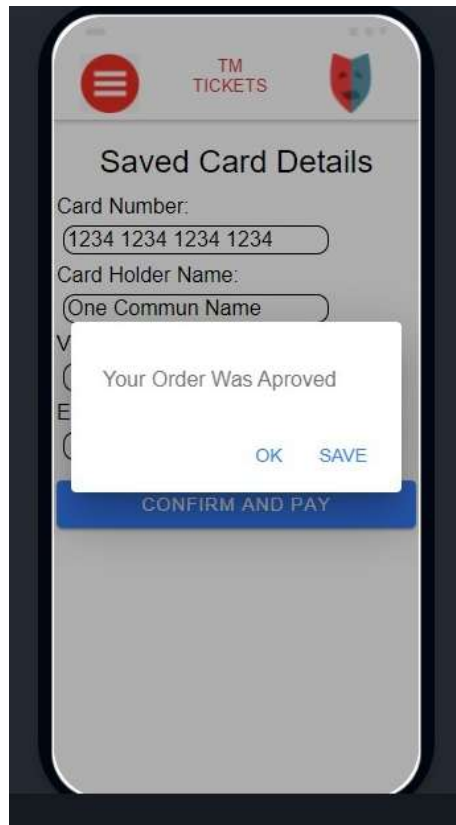 TM
TICKETS
Saved Card Details
Card Number:
1234 1234 1234 1234
Card Holder Name:
One Commun Name
V
E
Your Order Was Aproved
OK SAVE
CONFIRM AND PAY